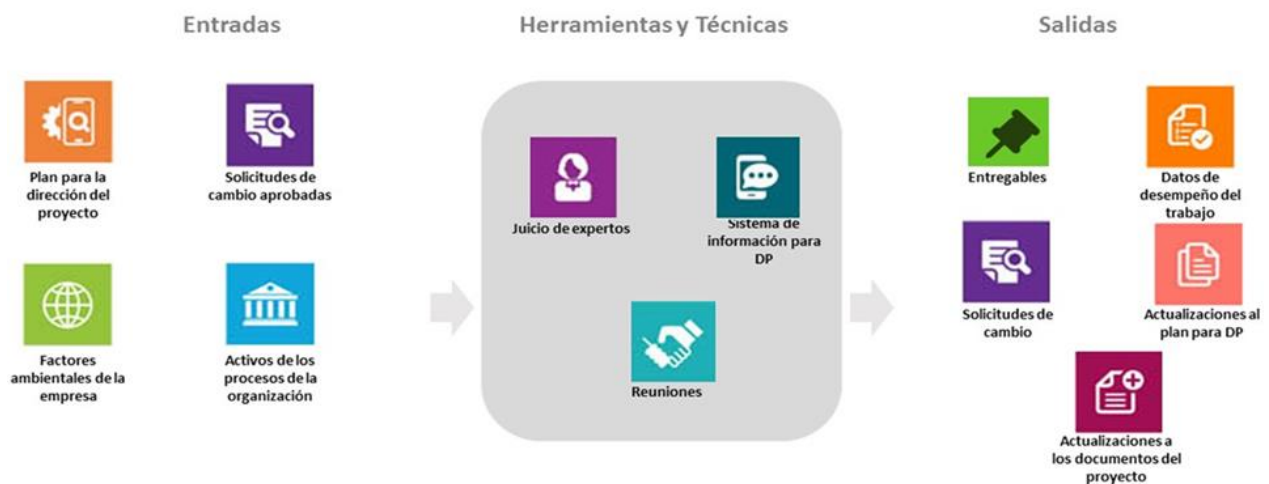 Entradas
Herramientas y Técnicas
Salidas
Plan para la
dirección del
proyecto
Solicitudes de
cambio aprobadas
Factores
ambientales de la
empresa
Activos de los
procesos de la
organización
Juicio de expertos
Sistema de
información para
DP
Reuniones
Entregables
Datos de
desempeño del
trabajo
Solicitudes de
cambio
Actualizaciones al
plan para DP
Actualizaciones a
los documentos del
proyecto